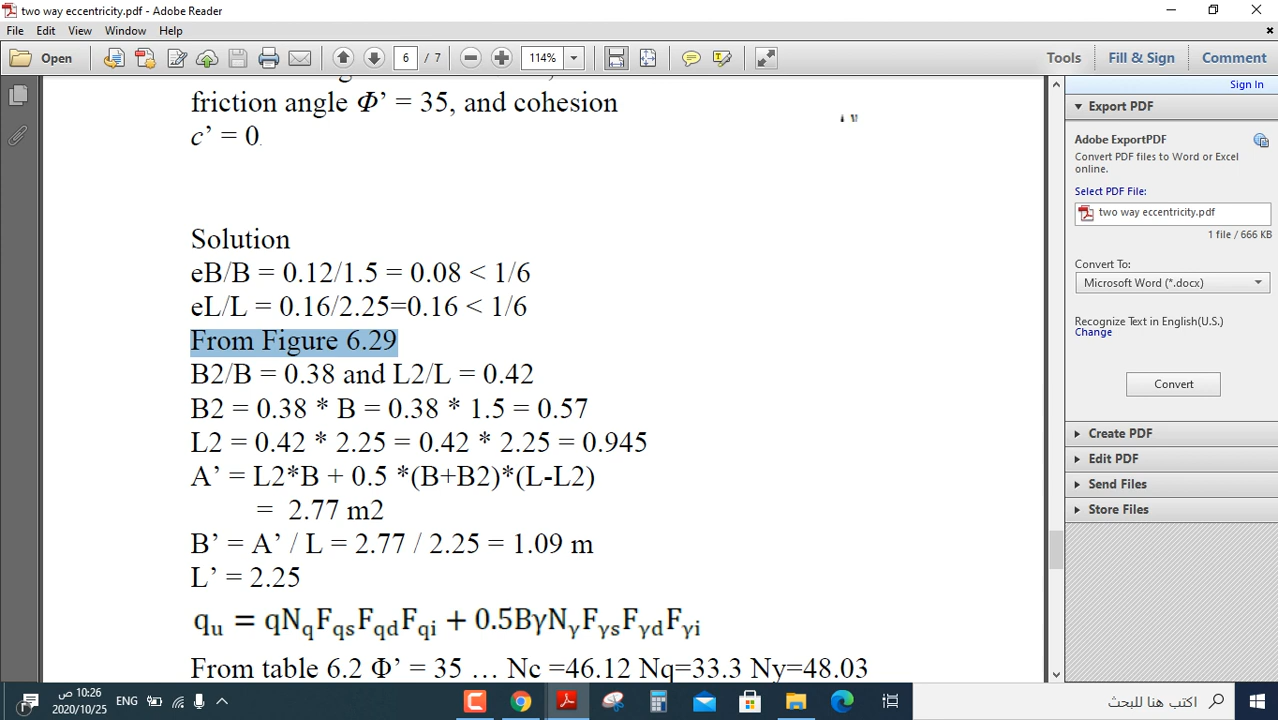 two way eccentricity.pdf - Adobe Reader
File Edit View Window Help
Open 6 / 7 114% Tools Fill & Sign Comment
Sign In
friction angle Φ’ = 35, and cohesion
c’ = 0.
Solution
eB/B = 0.12/1.5 = 0.08 < 1/6
eL/L = 0.16/2.25=0.16 < 1/6
From Figure 6.29
B2/B = 0.38 and L2/L = 0.42
B2 = 0.38 * B = 0.38 * 1.5 = 0.57
L2 = 0.42 * 2.25 = 0.42 * 2.25 = 0.945
A’ = L2*B + 0.5 *(B+B2)*(L-L2)
= 2.77 m2
B’ = A’ / L = 2.77 / 2.25 = 1.09 m
L’ = 2.25
qu = qNqFqsFqdFqi + 0.5BγNγFγsFγdFγi
From table 6.2 Φ’ = 35 … Nc =46.12 Nq=33.3 Ny=48.03
Export PDF
Adobe ExportPDF
Convert PDF files to Word or Excel
online.
Select PDF File:
two way eccentricity.pdf
1 file / 666 KB
Convert To:
Microsoft Word (*.docx)
Recognize Text in English(U.S.)
Change
Convert
Create PDF
Edit PDF
Send Files
Store Files
10:26 ص
2020/10/25
ENG
اكتب هنا للبحث